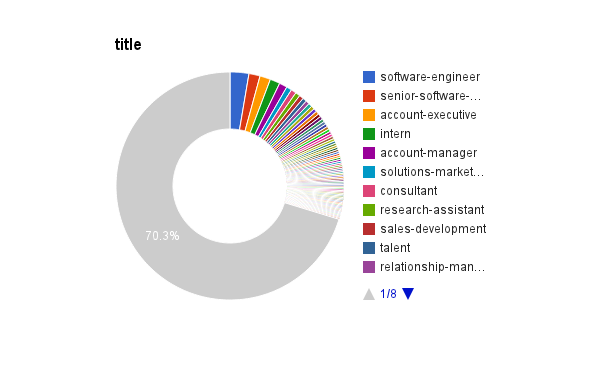 title
software-engineer
senior-software-...
account-executive
intern
account-manager
solutions-market...
consultant
research-assistant
sales-development
talent
relationship-man...
1/8
70.3%